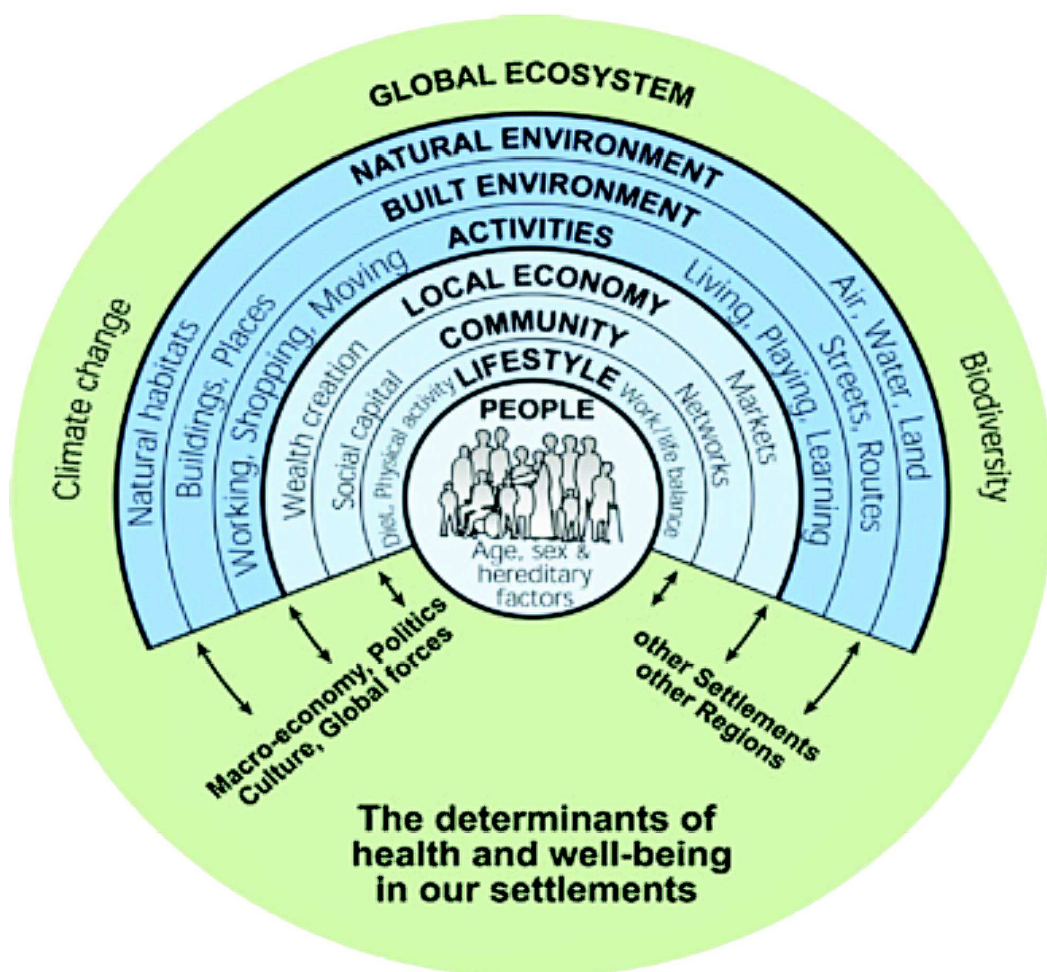 GLOBAL ECOSYSTEM
NATURAL ENVIRONMENT
BUILT ENVIRONMENT
ACTIVITIES
LOCAL ECONOMY
COMMUNITY
LIFESTYLE
PEOPLE
Age, sex &
hereditary
factors
Climate change
Natural habitats
Buildings, Places
Working, Shopping, Moving
Wealth creation
Social capital
Diet, Physical activity
Work/life balance
Networks
Markets
Living, Playing, Learning
Streets, Routes
Air, Water, Land
Biodiversity
Macro-economy, Politics
Culture, Global forces
other Settlements
other Regions
The determinants of
health and well-being
in our settlements